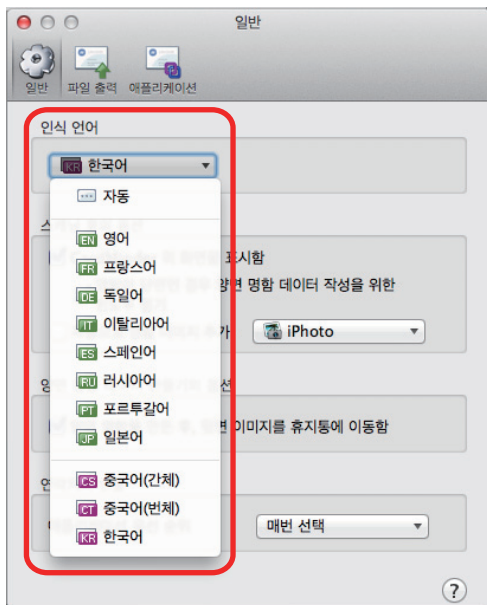 일반
일반 파일 출력 애플리케이션
인식 언어
KR 한국어
자동
EN 영어
FR 프랑스어
DE 독일어
IT 이탈리아어
ES 스페인어
RU 러시아어
PT 포르투갈어
JP 일본어
CS 중국어(간체)
CT 중국어(번체)
KR 한국어
표시함
양면 명함 데이터 작성을 위한
iPhoto
이미지를 휴지통에 이동함
매번 선택
?